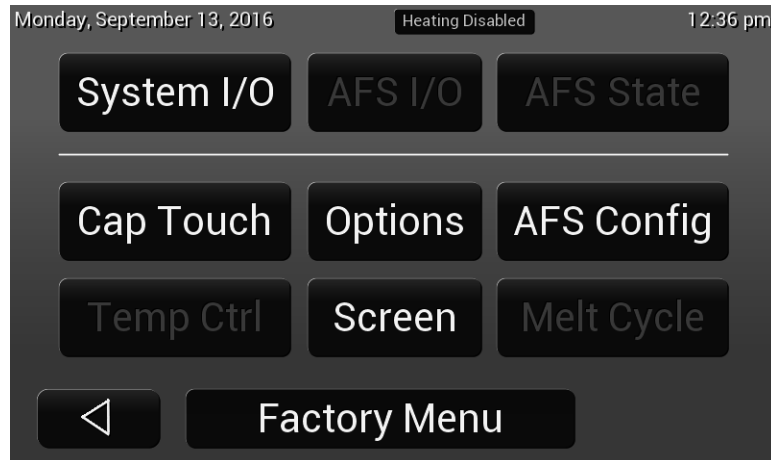 Monday, September 13, 2016 Heating Disabled 12:36 pm
System I/O AFS I/O AFS State
Cap Touch Options AFS Config
Temp Ctrl Screen Melt Cycle
Factory Menu